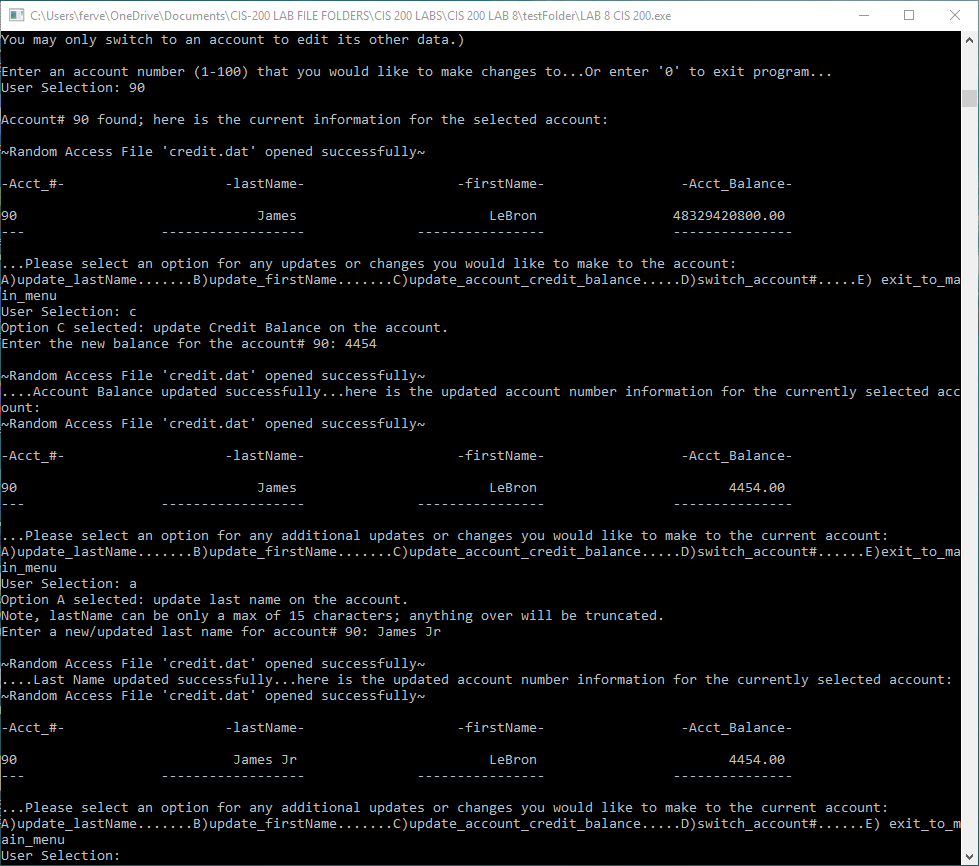 C:\Users\ferve\OneDrive\Documents\CIS-200 LAB FILE FOLDERS\CIS 200 LABS\CIS 200 LAB 8\testFolder\LAB 8 CIS 200.exe
You may only switch to an account to edit its other data.)
Enter an account number (1-100) that you would like to make changes to...Or enter '0' to exit program...
User Selection: 90
Account# 90 found; here is the current information for the selected account:
~Random Access File 'credit.dat' opened successfully~
-Acct_#- -lastName- -firstName- -Acct_Balance-
90 James LeBron 48329420800.00
--- ------------------ ---------------- ---------------
...Please select an option for any updates or changes you would like to make to the account:
A)update_lastName.......B)update_firstName.......C)update_account_credit_balance.....D)switch_account#.....E) exit_to_ma
in_menu
User Selection: c
Option C selected: update Credit Balance on the account.
Enter the new balance for the account# 90: 4454
~Random Access File 'credit.dat' opened successfully~
....Account Balance updated successfully...here is the updated account number information for the currently selected acc
ount:
~Random Access File 'credit.dat' opened successfully~
-Acct_#- -lastName- -firstName- -Acct_Balance-
90 James LeBron 4454.00
--- ------------------ ---------------- ---------------
...Please select an option for any additional updates or changes you would like to make to the current account:
A)update_lastName.......B)update_firstName.......C)update_account_credit_balance.....D)switch_account#......E)exit_to_ma
in_menu
User Selection: a
Option A selected: update last name on the account.
Note, lastName can be only a max of 15 characters; anything over will be truncated.
Enter a new/updated last name for account# 90: James Jr
~Random Access File 'credit.dat' opened successfully~
....Last Name updated successfully...here is the updated account number information for the currently selected account:
~Random Access File 'credit.dat' opened successfully~
-Acct_#- -lastName- -firstName- -Acct_Balance-
90 James Jr LeBron 4454.00
--- ------------------ ---------------- ---------------
...Please select an option for any additional updates or changes you would like to make to the current account:
A)update_lastName.......B)update_firstName.......C)update_account_credit_balance.....D)switch_account#......E) exit_to_m
ain_menu
User Selection: